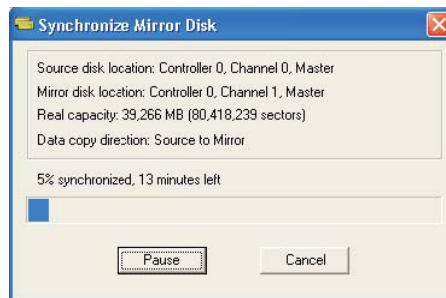 Synchronize Mirror Disk
Source disk location: Controller 0, Channel 0, Master
Mirror disk location: Controller 0, Channel 1, Master
Real capacity: 39,266 MB (80,418,239 sectors)
Data copy direction: Source to Mirror
5% synchronized, 13 minutes left
Pause Cancel